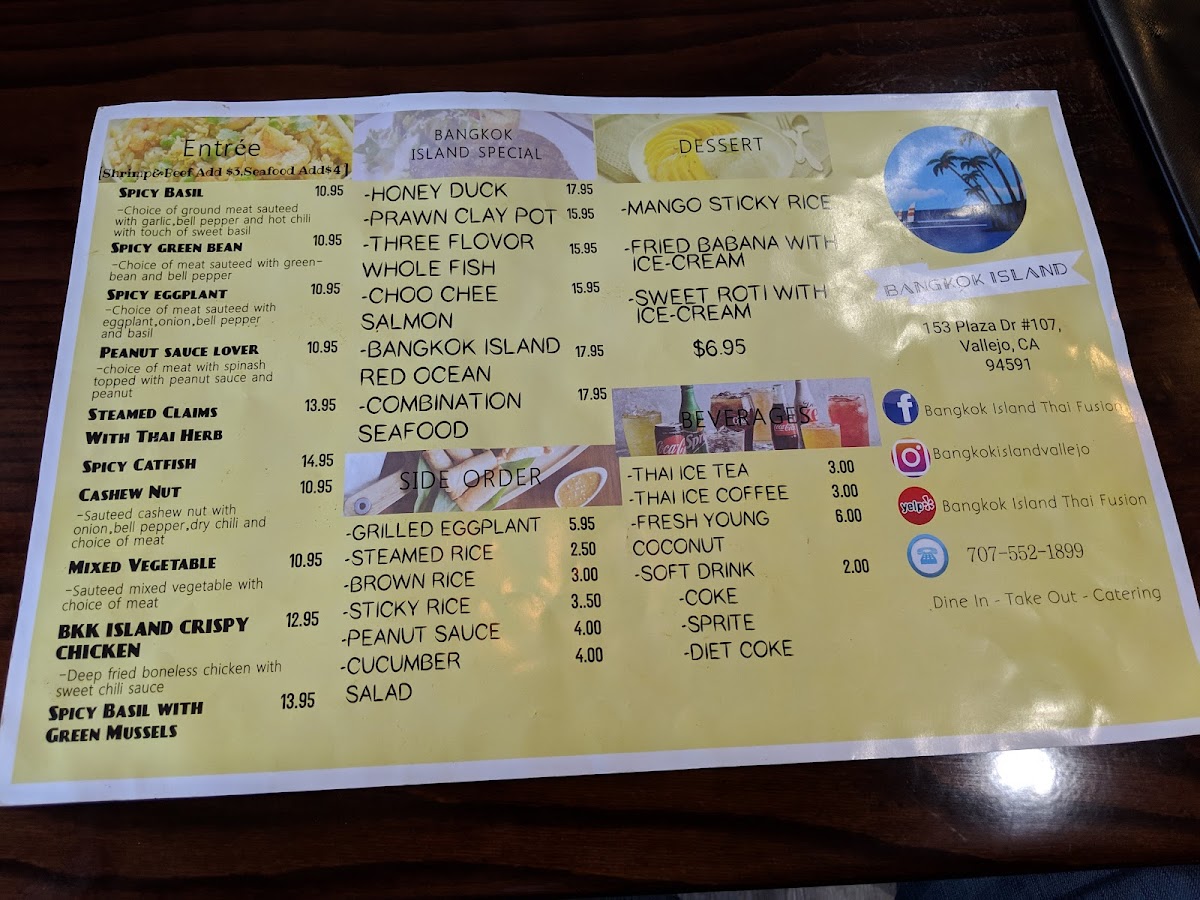 Entrée
[Shrimp&Beef Add $3.Seafood Add$4]
SPICY BASIL 10.95
-Choice of ground meat sauteed
with garlic,bell pepper and hot chili
with touch of sweet basil
SPICY GREEN BEAN 10.95
-Choice of meat sauteed with green-
bean and bell pepper
SPICY EGGPLANT 10.95
-Choice of meat sauteed with
eggplant,onion,bell pepper
and basil
PEANUT SAUCE LOVER 10.95
-choice of meat with spinash
topped with peanut sauce and
peanut
STEAMED CLAIMS 13.95
WITH THAI HERB
SPICY CATFISH 14.95
CASHEW NUT 10.95
-Sauteed cashew nut with
onion,bell pepper,dry chili and
choice of meat
MIXED VEGETABLE 10.95
-Sauteed mixed vegetable with
choice of meat
BKK ISLAND CRISPY 12.95
CHICKEN
-Deep fried boneless chicken with
sweet chili sauce
SPICY BASIL WITH 13.95
GREEN MUSSELS
BANGKOK
ISLAND SPECIAL
-HONEY DUCK 17.95
-PRAWN CLAY POT 15.95
-THREE FLOVOR 15.95
WHOLE FISH
-CHOO CHEE 15.95
SALMON
-BANGKOK ISLAND 17.95
RED OCEAN
-COMBINATION 17.95
SEAFOOD
SIDE ORDER
-GRILLED EGGPLANT 5.95
-STEAMED RICE 2.50
-BROWN RICE 3.00
-STICKY RICE 3..50
-PEANUT SAUCE 4.00
-CUCUMBER 4.00
SALAD
DESSERT
-MANGO STICKY RICE
-FRIED BABANA WITH
ICE-CREAM
-SWEET ROTI WITH
ICE-CREAM
$6.95
BEVERAGES
-THAI ICE TEA 3.00
-THAI ICE COFFEE 3.00
-FRESH YOUNG 6.00
COCONUT
-SOFT DRINK 2.00
-COKE
-SPRITE
-DIET COKE
BANGKOK ISLAND
153 Plaza Dr #107,
Vallejo, CA
94591
f Bangkok Island Thai Fusion
Bangkokislandvallejo
yelp Bangkok Island Thai Fusion
707-552-1899
.Dine In - Take Out - Catering